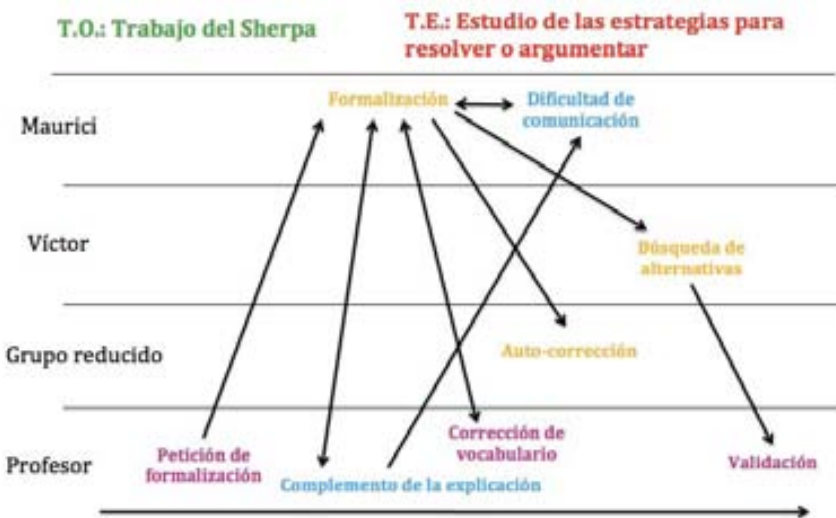 T.O.: Trabajo del Sherpa
T.E.: Estudio de las estrategias para
resolver o argumentar
Maurici
Formalización
Dificultad de
comunicación
Víctor
Búsqueda de
alternativas
Grupo reducido
Auto-corrección
Profesor
Petición de
formalización
Complemento de la explicación
Corrección de
vocabulario
Validación